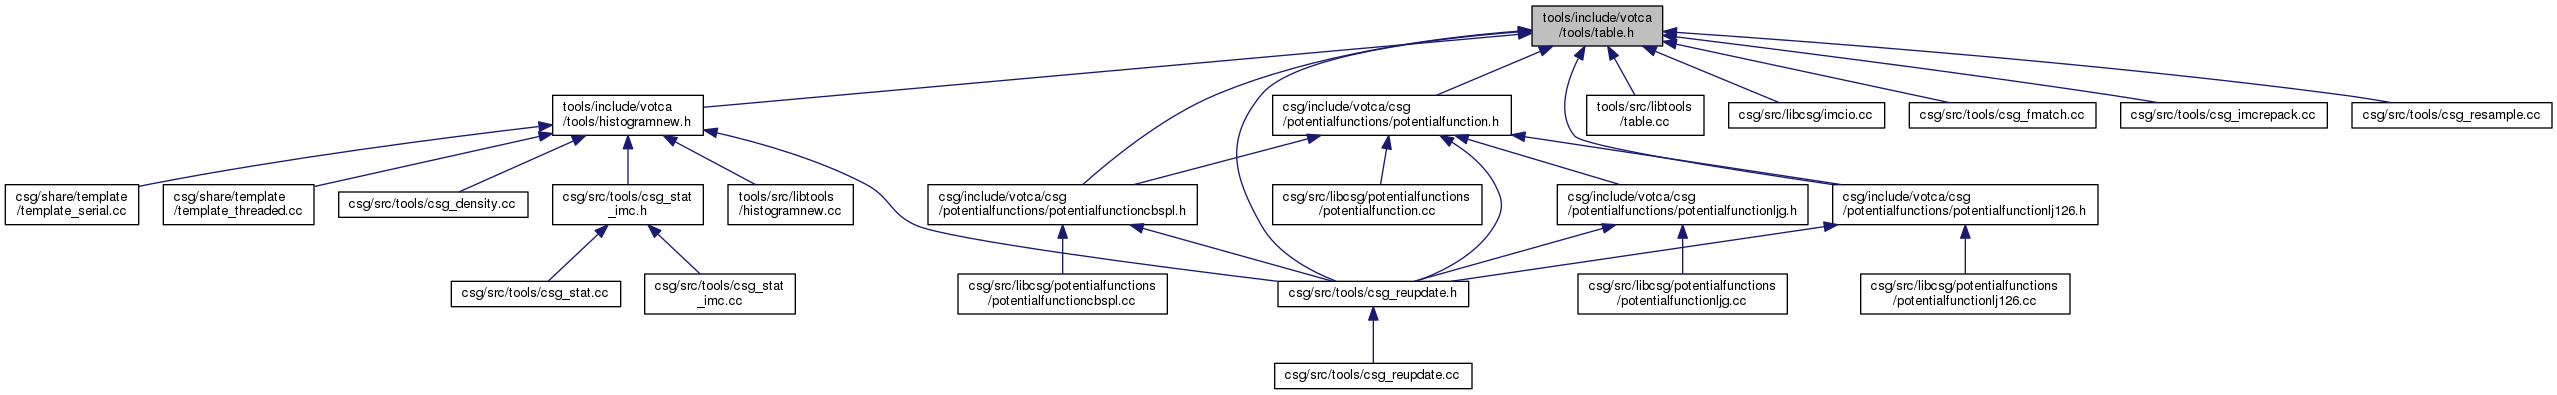 tools/include/votca
/tools/table.h
tools/include/votca
/tools/histogramnew.h
csg/include/votca/csg
/potentialfunctions/potentialfunction.h
tools/src/libtools
/table.cc
csg/src/libcsg/imcio.cc
csg/src/tools/csg_fmatch.cc
csg/src/tools/csg_imcrepack.cc
csg/src/tools/csg_resample.cc
csg/share/template
/template_serial.cc
csg/share/template
/template_threaded.cc
csg/src/tools/csg_density.cc
csg/src/tools/csg_stat
_imc.h
tools/src/libtools
/histogramnew.cc
csg/include/votca/csg
/potentialfunctions/potentialfunctioncbspl.h
csg/src/libcsg/potentialfunctions
/potentialfunction.cc
csg/include/votca/csg
/potentialfunctions/potentialfunctionljg.h
csg/include/votca/csg
/potentialfunctions/potentialfunctionlj126.h
csg/src/tools/csg_stat.cc
csg/src/tools/csg_stat
_imc.cc
csg/src/libcsg/potentialfunctions
/potentialfunctioncbspl.cc
csg/src/tools/csg_reupdate.h
csg/src/libcsg/potentialfunctions
/potentialfunctionljg.cc
csg/src/libcsg/potentialfunctions
/potentialfunctionlj126.cc
csg/src/tools/csg_reupdate.cc